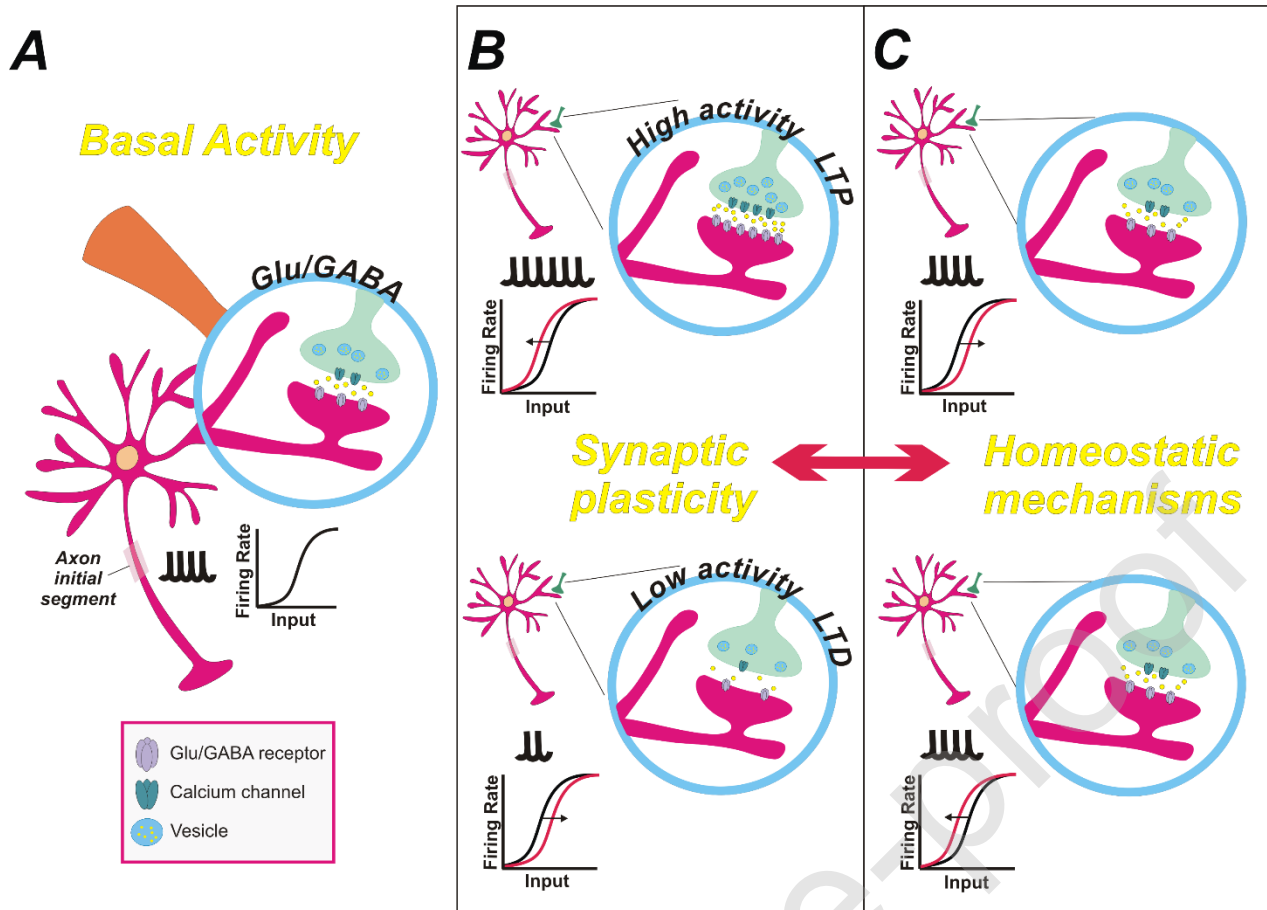 A
Basal Activity
Glu/GABA
Axon
initial
segment
Firing Rate
Input
Glu/GABA receptor
Calcium channel
Vesicle
B
High activity
LTP
Firing Rate
Input
Synaptic
plasticity
Low activity
LTD
Firing Rate
Input
C
Firing Rate
Input
Homeostatic
mechanisms
Firing Rate
Input
e-proof